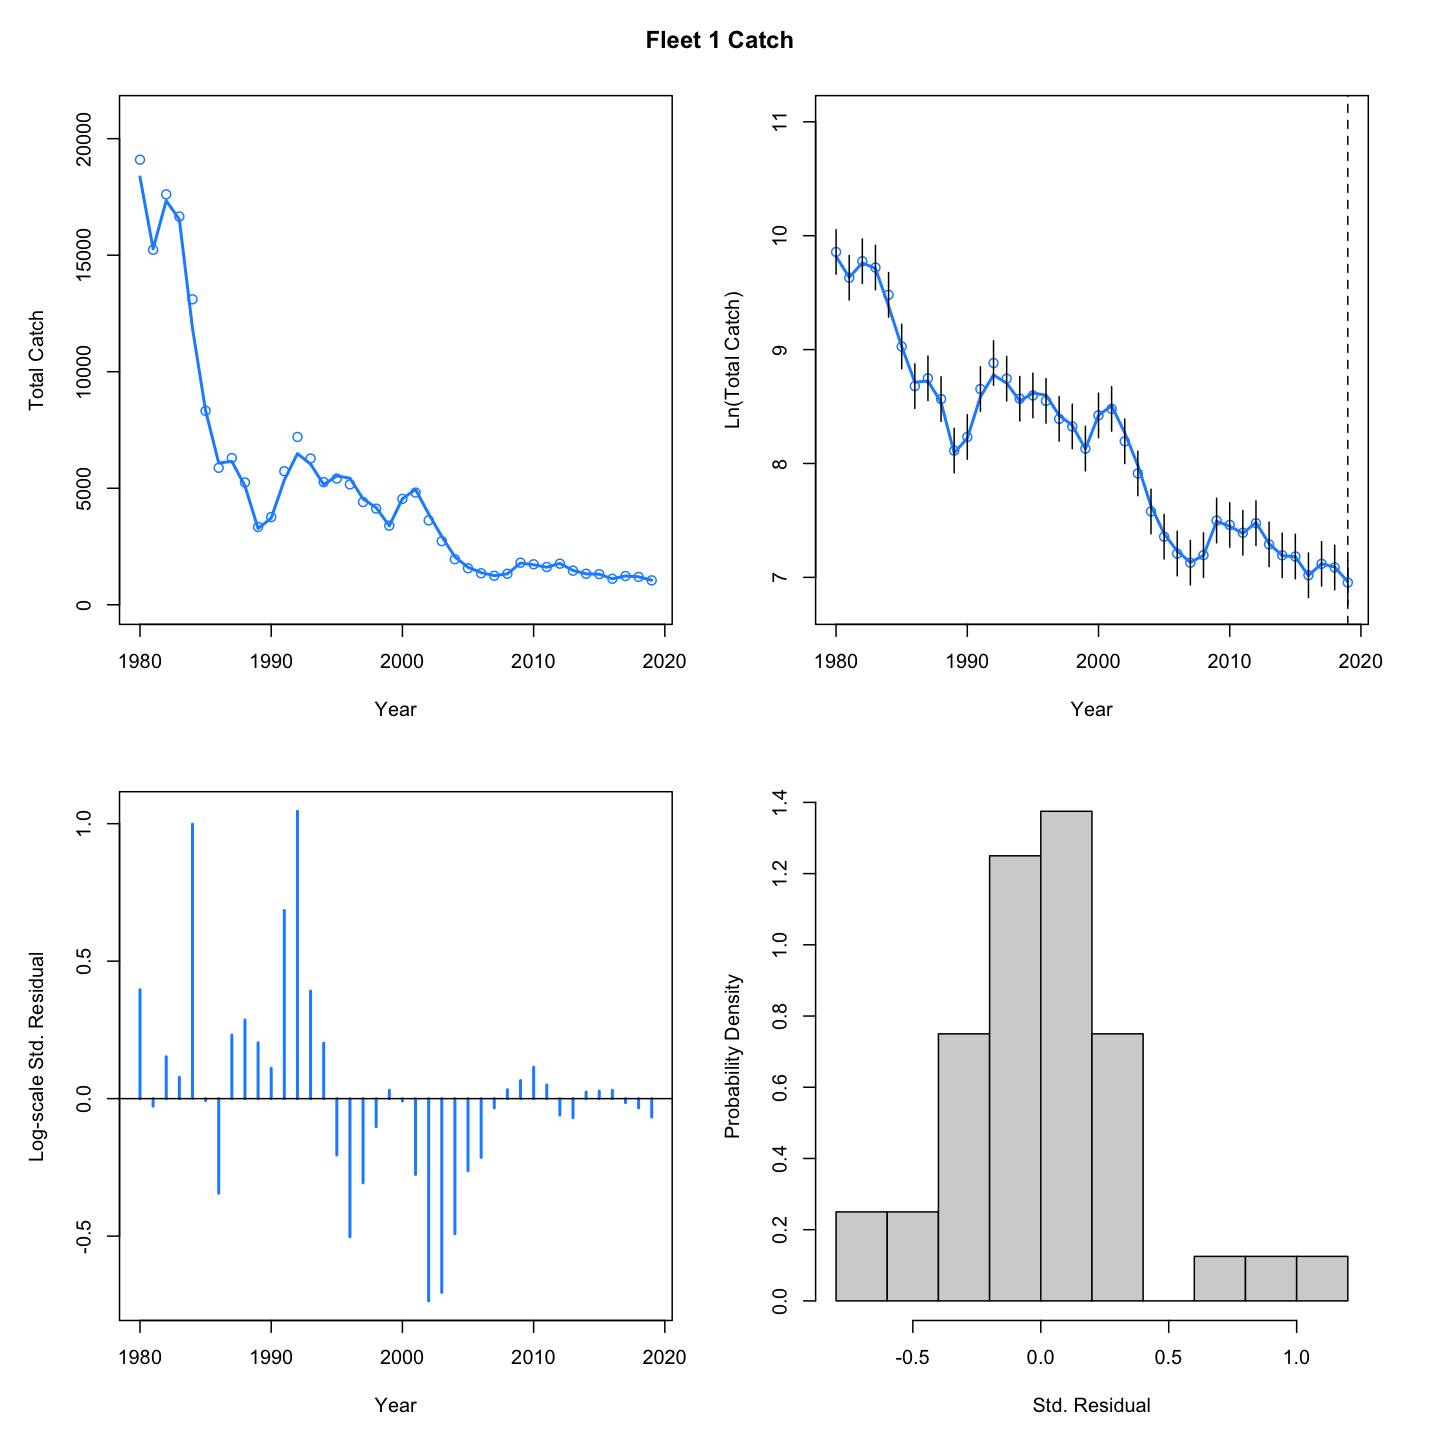 Fleet 1 Catch
Total Catch
20000
15000
10000
5000
0
1980 1990 2000 2010 2020
Year
Ln(Total Catch)
11
10
9
8
7
1980 1990 2000 2010 2020
Year
Log-scale Std. Residual
1.0
0.5
0.0
-0.5
1980 1990 2000 2010 2020
Year
Probability Density
1.4
1.2
1.0
0.8
0.6
0.4
0.2
0.0
-0.5 0.0 0.5 1.0
Std. Residual